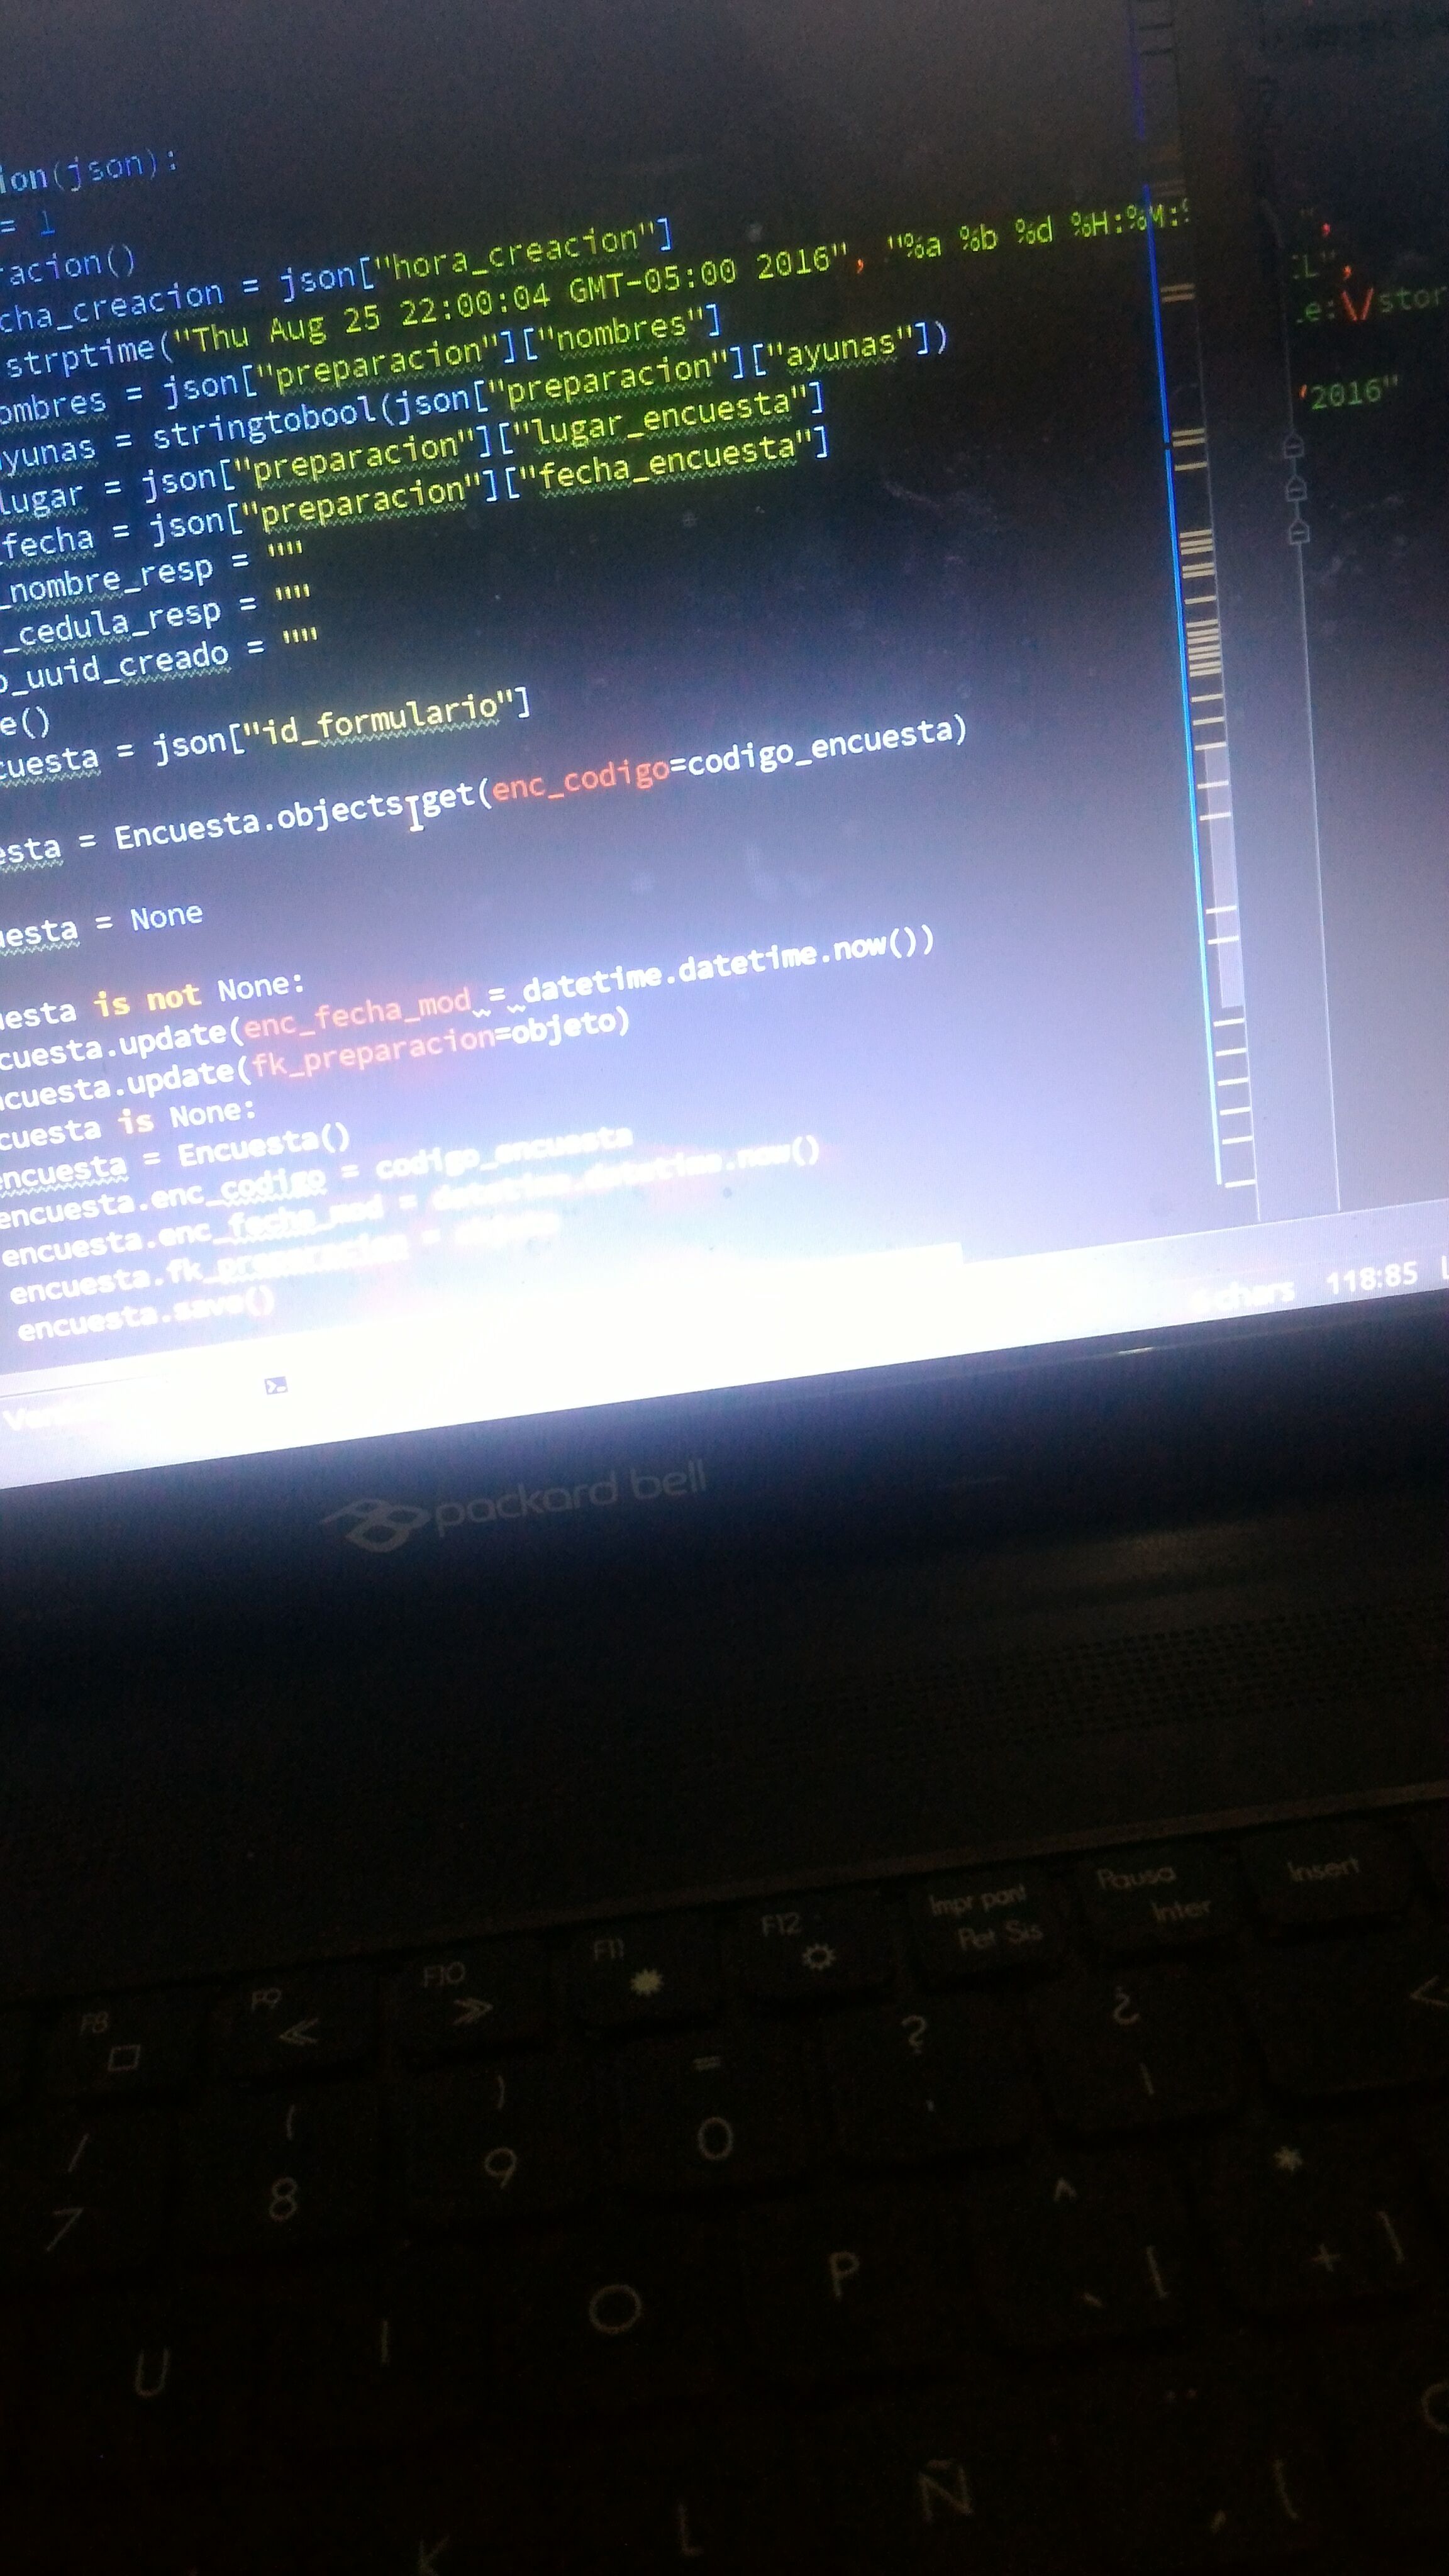 ion(json):
= 1
racion()
cha_creacion = json["hora_creacion"]
strptime("Thu Aug 25 22:00:04 GMT-05:00 2016", "%a %b %d %H:%M:
ombres = json["preparacion"]["nombres"]
yunas = stringtobool(json["preparacion"]["ayunas"])
lugar = json["preparacion"]["lugar_encuesta"]
fecha = json["preparacion"]["fecha_encuesta"]
_nombre_resp = ""
_cedula_resp = ""
o_uuid_creado = ""
e()
cuesta = json["id_formulario"]
esta = Encuesta.objects.get(enc_codigo=codigo_encuesta)
uesta = None
uesta is not None:
cuesta.update(enc_fecha_mod = datetime.datetime.now())
ncuesta.update(fk_preparacion=objeto)
cuesta is None:
encuesta = Encuesta()
encuesta.enc_codigo = codigo_encuesta
encuesta.enc_fecha_mod = datetime.datetime.now()
encuesta.fk_preparacion = objeto
encuesta.save()
",
:L",
.e:\/stor
2016"
chars 118:85
packard bell
F8 F9 F10 F11 F12 Impr pant Pet Sis Pausa Inter Insert
/ ( ) = ? ¿
7 8 9 0 '
U I O P ^ [ * + ]
K L Ñ